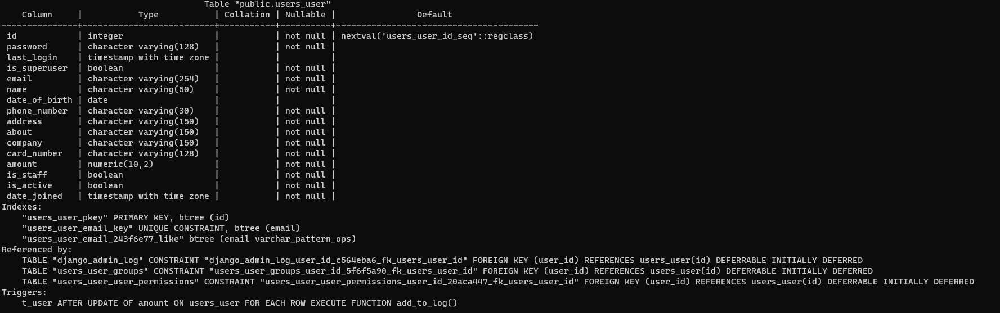 Table "public.users_user"
    Column     |           Type           | Collation | Nullable |                Default
---------------+--------------------------+-----------+----------+----------------------------------------
 id            | integer                  |           | not null | nextval('users_user_id_seq'::regclass)
 password      | character varying(128)   |           | not null |
 last_login    | timestamp with time zone |           |          |
 is_superuser  | boolean                  |           | not null |
 email         | character varying(254)   |           | not null |
 name          | character varying(50)    |           | not null |
 date_of_birth | date                     |           |          |
 phone_number  | character varying(30)    |           | not null |
 address       | character varying(150)   |           | not null |
 about         | character varying(150)   |           | not null |
 company       | character varying(150)   |           | not null |
 card_number   | character varying(128)   |           | not null |
 amount        | numeric(10,2)            |           | not null |
 is_staff      | boolean                  |           | not null |
 is_active     | boolean                  |           | not null |
 date_joined   | timestamp with time zone |           | not null |
Indexes:
    "users_user_pkey" PRIMARY KEY, btree (id)
    "users_user_email_key" UNIQUE CONSTRAINT, btree (email)
    "users_user_email_243f6e77_like" btree (email varchar_pattern_ops)
Referenced by:
    TABLE "django_admin_log" CONSTRAINT "django_admin_log_user_id_c564eba6_fk_users_user_id" FOREIGN KEY (user_id) REFERENCES users_user(id) DEFERRABLE INITIALLY DEFERRED
    TABLE "users_user_groups" CONSTRAINT "users_user_groups_user_id_5f6f5a90_fk_users_user_id" FOREIGN KEY (user_id) REFERENCES users_user(id) DEFERRABLE INITIALLY DEFERRED
    TABLE "users_user_user_permissions" CONSTRAINT "users_user_user_permissions_user_id_20aca447_fk_users_user_id" FOREIGN KEY (user_id) REFERENCES users_user(id) DEFERRABLE INITIALLY DEFERRED
Triggers:
    t_user AFTER UPDATE OF amount ON users_user FOR EACH ROW EXECUTE FUNCTION add_to_log()